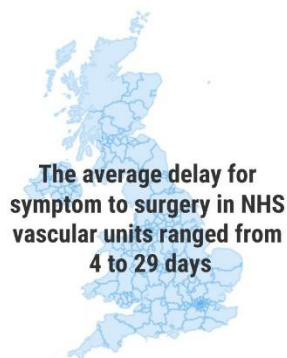 The average delay for
symptom to surgery in NHS
vascular units ranged from
4 to 29 days